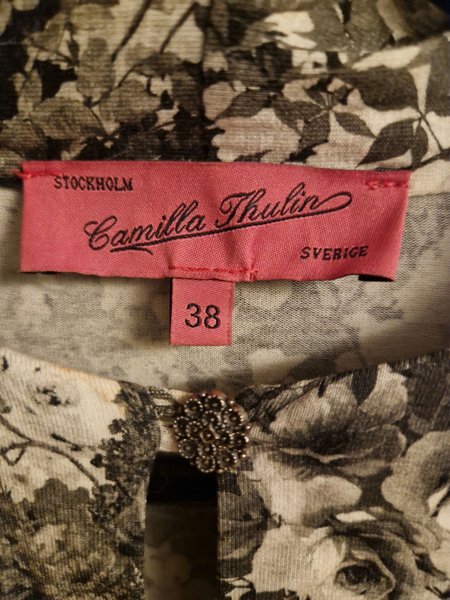 STOCKHOLM
Camilla Thulin
SVERIGE
38